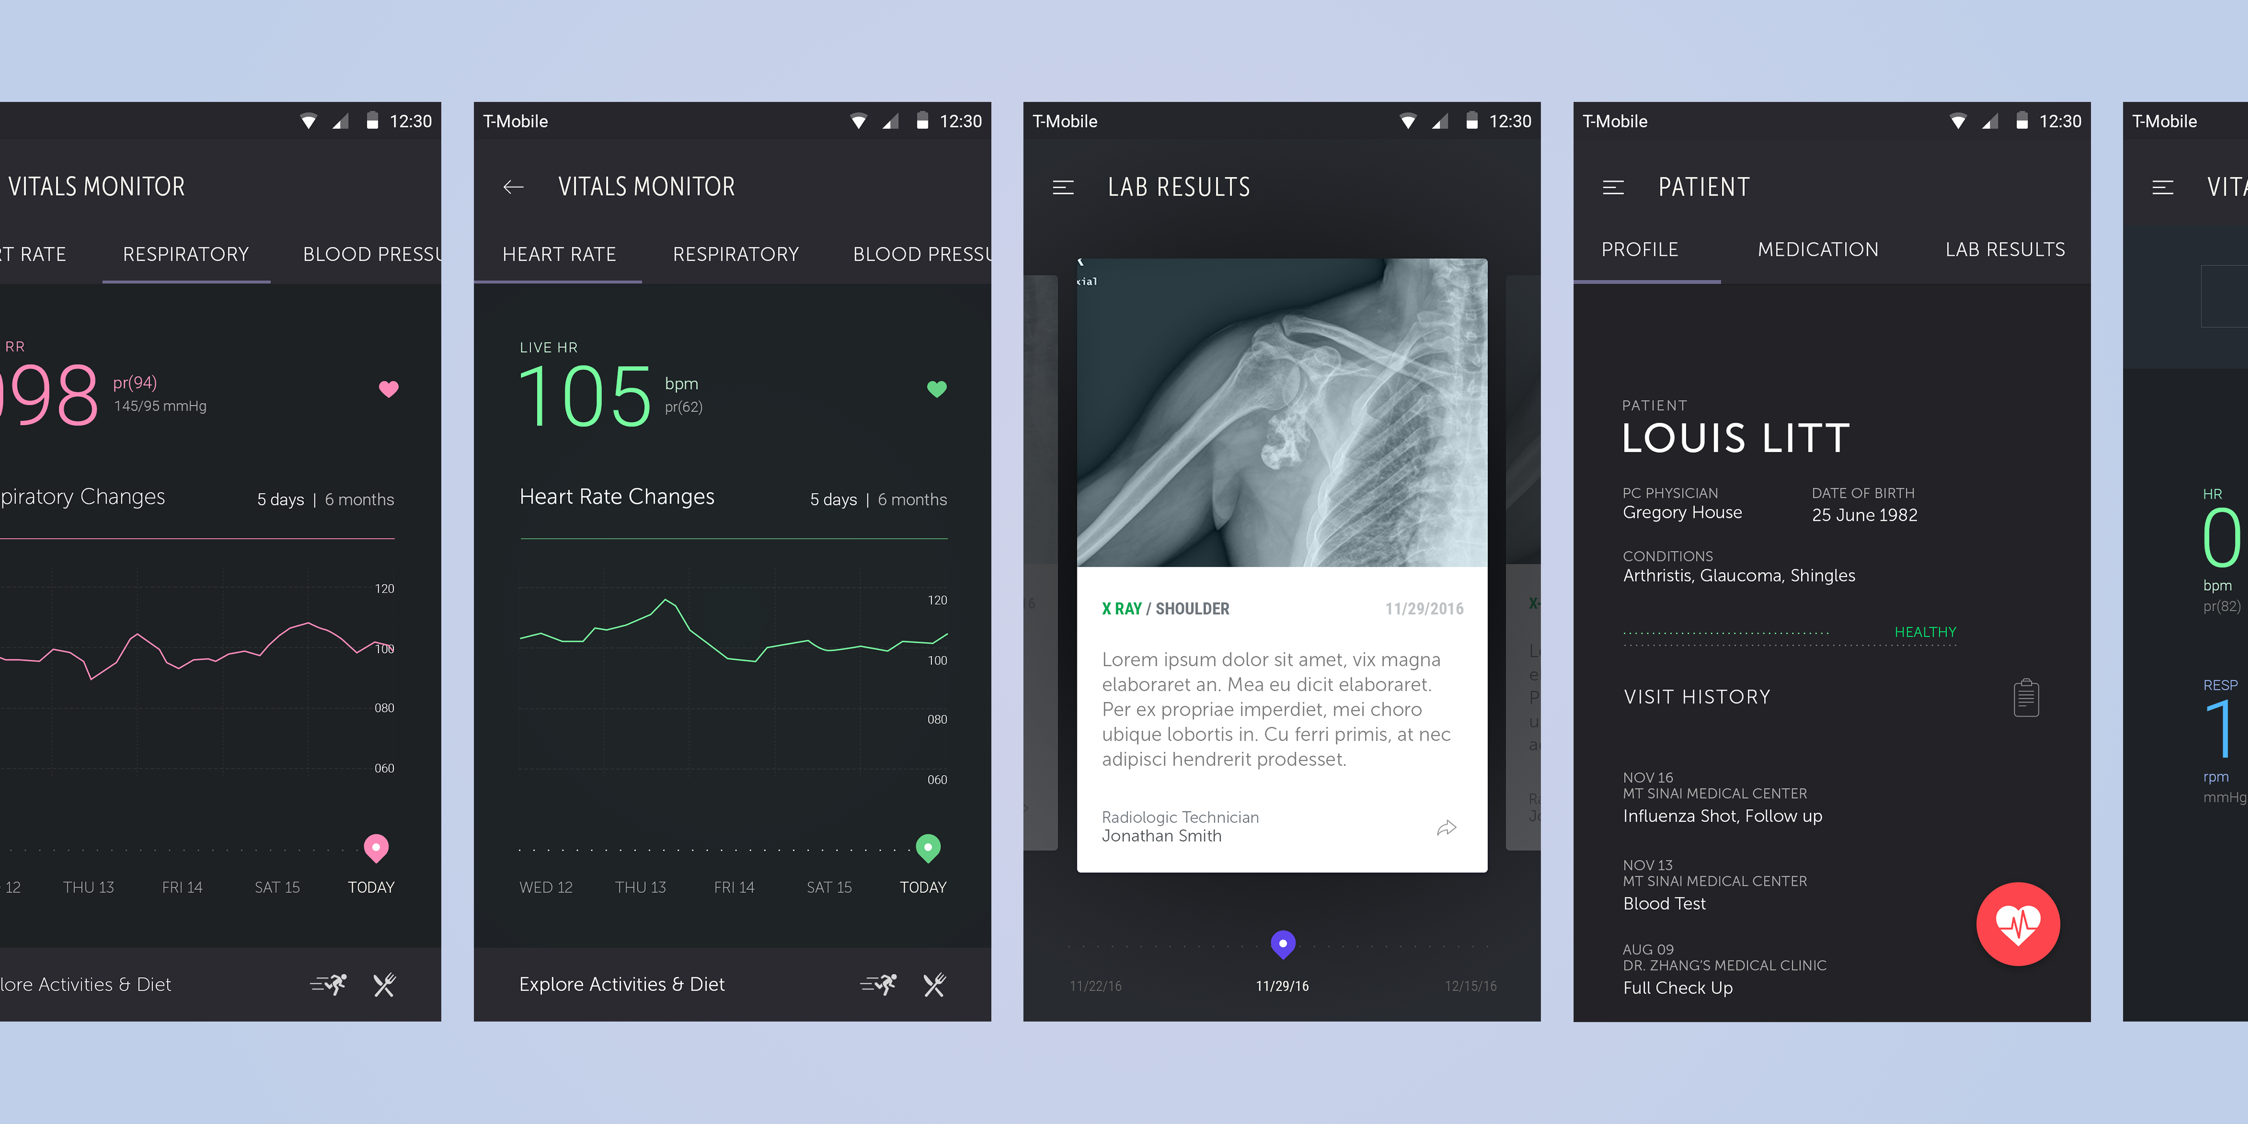 12:30
VITALS MONITOR
RT RATE
RESPIRATORY
BLOOD PRESSU
RR
098
pr(94)
145/95 mmHg
piratory Changes
5 days | 6 months
120
100
080
060
12
THU 13
FRI 14
SAT 15
TODAY
lore Activities & Diet
T-Mobile
12:30
VITALS MONITOR
HEART RATE
RESPIRATORY
BLOOD PRESSU
LIVE HR
105
bpm
pr(62)
Heart Rate Changes
5 days | 6 months
120
100
080
060
WED 12
THU 13
FRI 14
SAT 15
TODAY
Explore Activities & Diet
T-Mobile
12:30
LAB RESULTS
xial
X RAY / SHOULDER
11/29/2016
Lorem ipsum dolor sit amet, vix magna
elaboraret an. Mea eu dicit elaboraret.
Per ex propriae imperdiet, mei choro
ubique lobortis in. Cu ferri primis, at nec
adipisci hendrerit prodesset.
Radiologic Technician
Jonathan Smith
11/22/16
11/29/16
12/15/16
T-Mobile
12:30
PATIENT
PROFILE
MEDICATION
LAB RESULTS
PATIENT
LOUIS LITT
PC PHYSICIAN
Gregory House
DATE OF BIRTH
25 June 1982
CONDITIONS
Arthristis, Glaucoma, Shingles
HEALTHY
VISIT HISTORY
NOV 16
MT SINAI MEDICAL CENTER
Influenza Shot, Follow up
NOV 13
MT SINAI MEDICAL CENTER
Blood Test
AUG 09
DR. ZHANG'S MEDICAL CLINIC
Full Check Up
T-Mobile
VITA
HR
0
bpm
pr(82)
RESP
1
rpm
mmHg